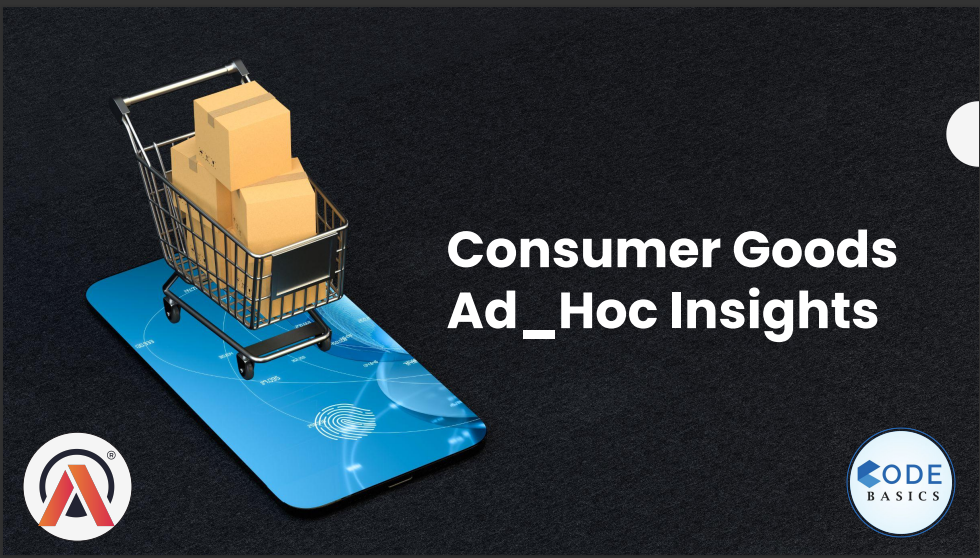 Consumer Goods
Ad_Hoc Insights
®
CODE
BASICS